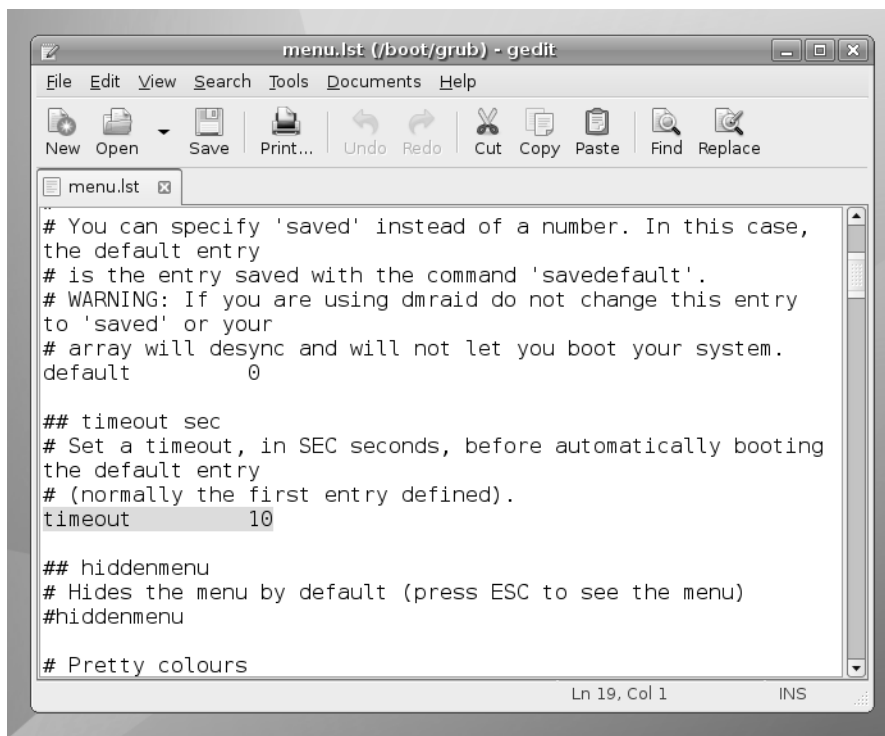 menu.lst (/boot/grub) - gedit
File Edit View Search Tools Documents Help
New Open Save Print... Undo Redo Cut Copy Paste Find Replace
menu.lst
# You can specify 'saved' instead of a number. In this case,
the default entry
# is the entry saved with the command 'savedefault'.
# WARNING: If you are using dmraid do not change this entry
to 'saved' or your
# array will desync and will not let you boot your system.
default 0
## timeout sec
# Set a timeout, in SEC seconds, before automatically booting
the default entry
# (normally the first entry defined).
timeout 10
## hiddenmenu
# Hides the menu by default (press ESC to see the menu)
#hiddenmenu
# Pretty colours
Ln 19, Col 1 INS